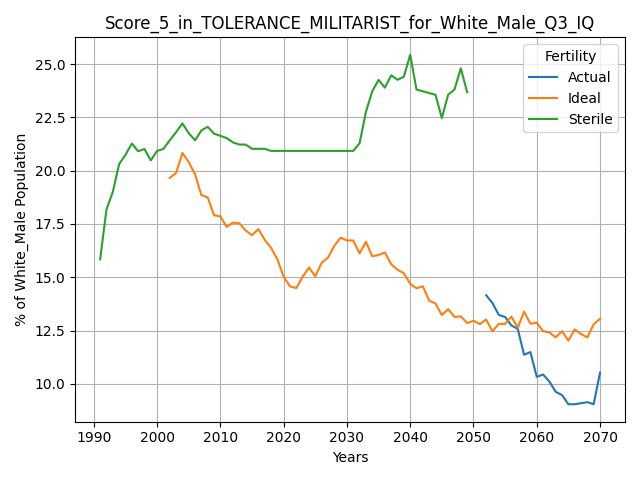 Score_5_in_TOLERANCE_MILITARIST_for_White_Male_Q3_IQ
Fertility
Actual
Ideal
Sterile
% of White_Male Population
25.0
22.5
20.0
17.5
15.0
12.5
10.0
1990 2000 2010 2020 2030 2040 2050 2060 2070
Years